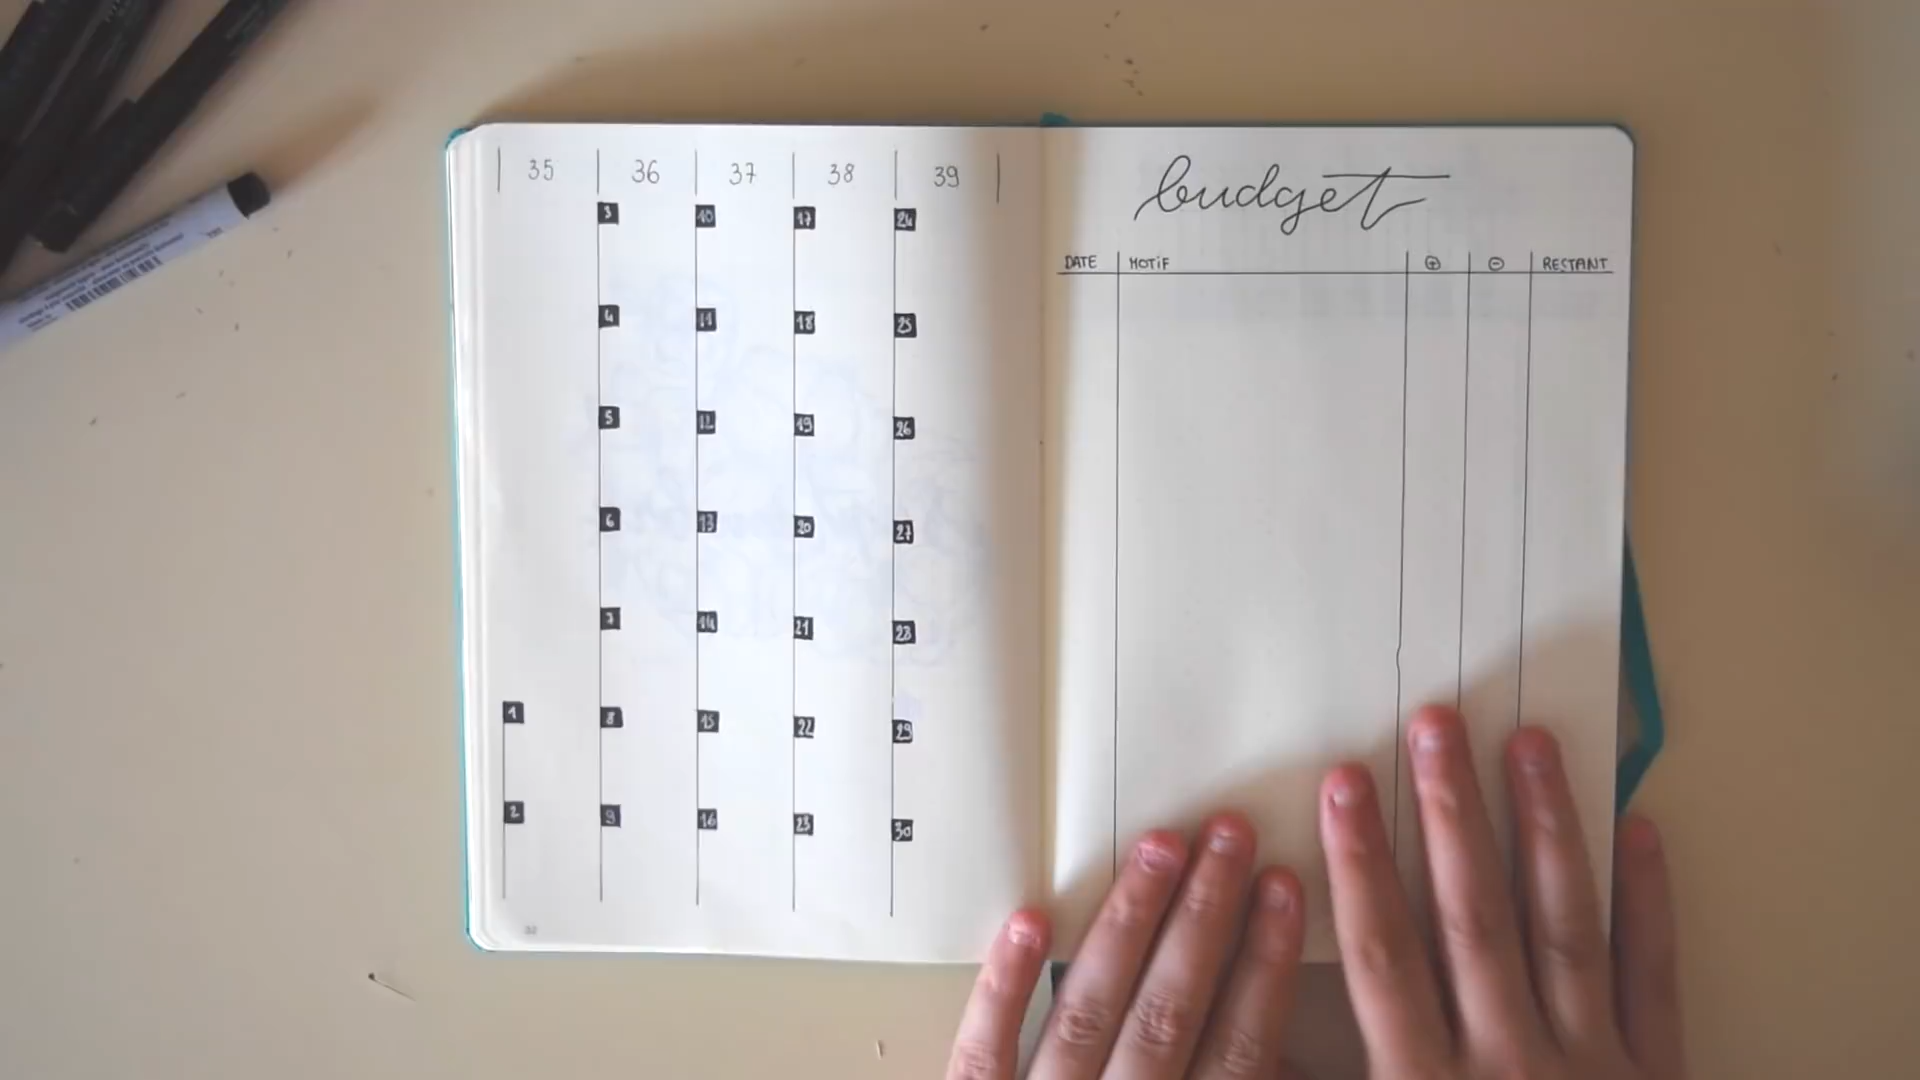 35 36 37 38 39
3 10 17 24
4 11 18 25
5 12 19 26
6 13 20 27
7 14 21 28
1 8 15 22 29
2 9 16 23 30
budget
DATE MOTIF ⊕ ⊖ RESTANT